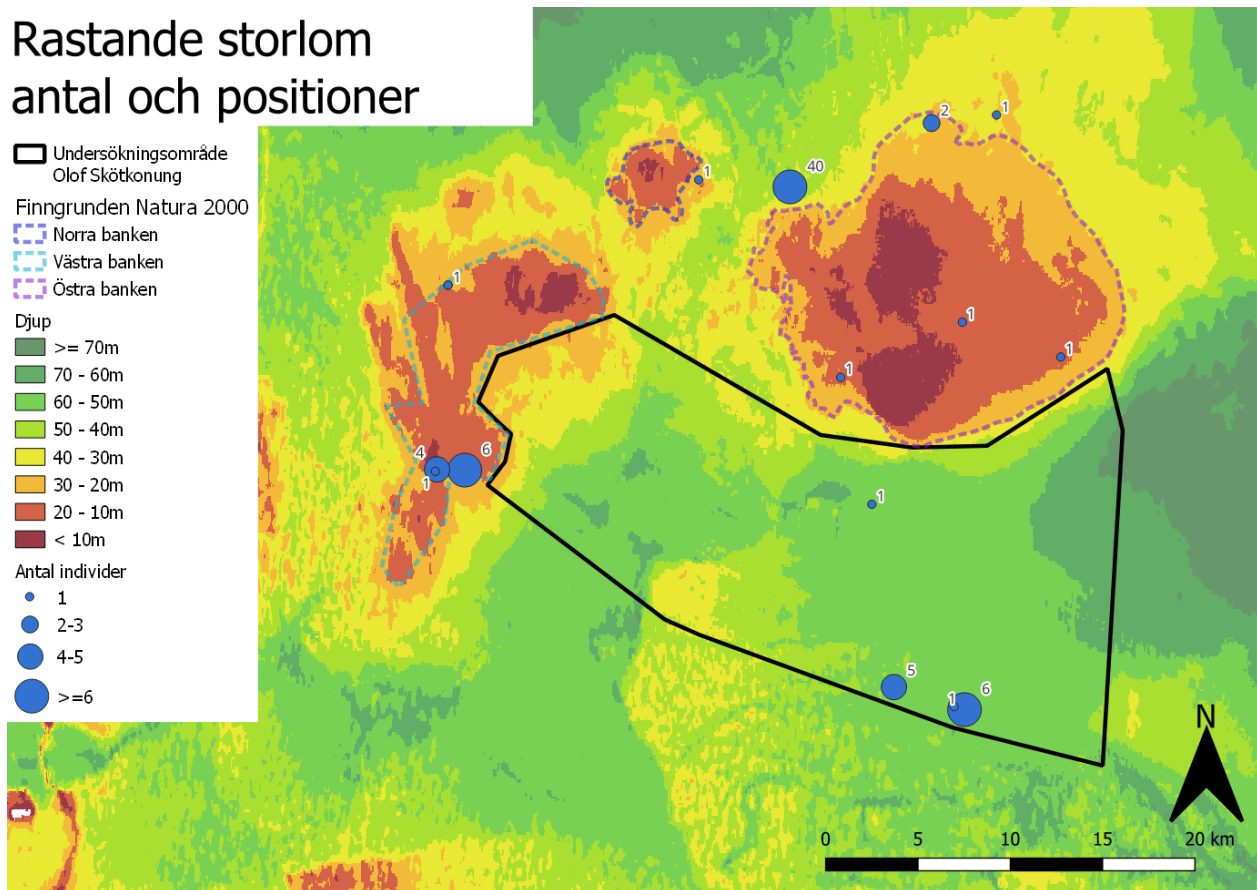 Rastande storlom
antal och positioner
Undersökningsområde
Olof Skötkonung
Finngrunden Natura 2000
Norra banken
Västra banken
Östra banken
Djup
>= 70m
70 - 60m
60 - 50m
50 - 40m
40 - 30m
30 - 20m
20 - 10m
< 10m
Antal individer
1
2-3
4-5
>=6
2
1
40
1
1
1
1
1
4
6
1
1
5
6
1
N
0 5 10 15 20 km